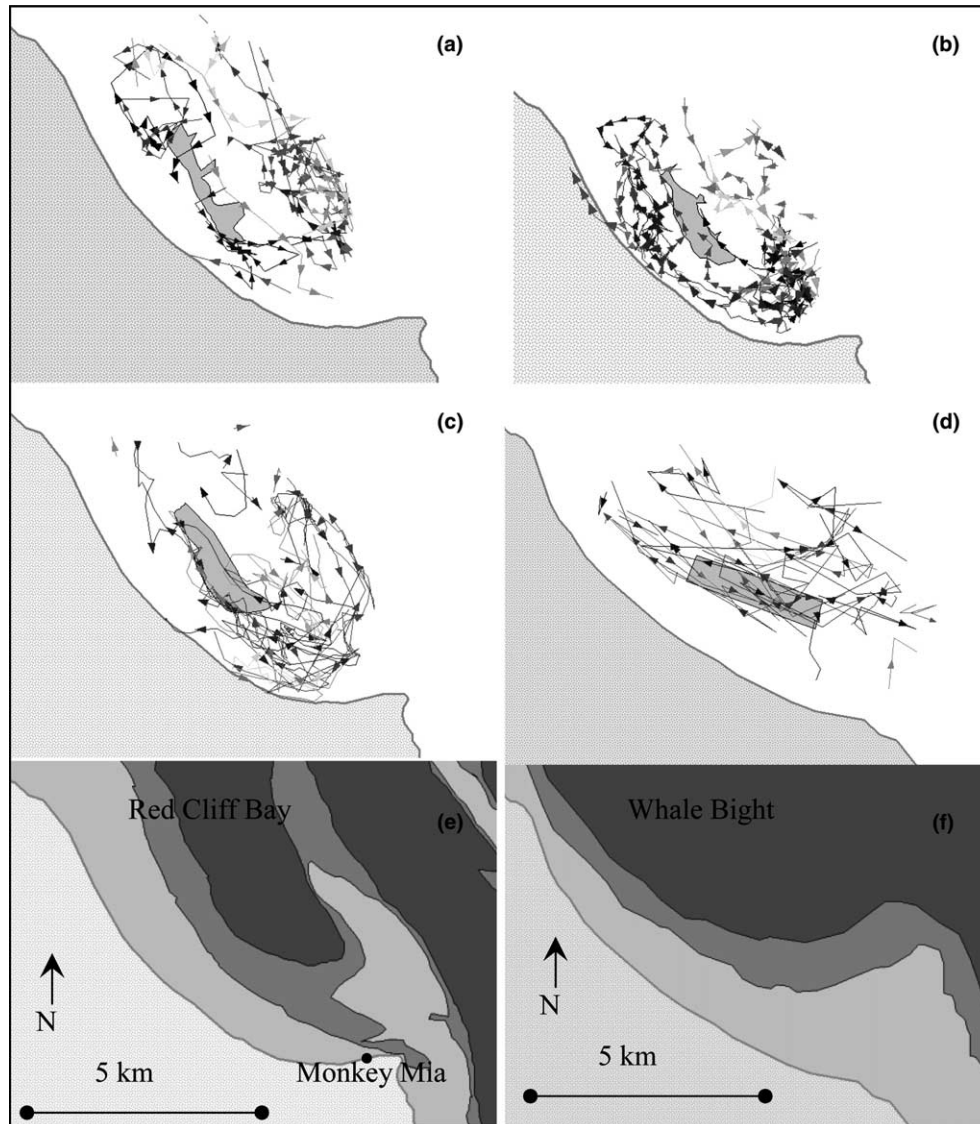 (a)
(b)
(c)
(d)
Red Cliff Bay
(e)
Whale Bight
(f)
N
N
5 km
Monkey Mia
5 km